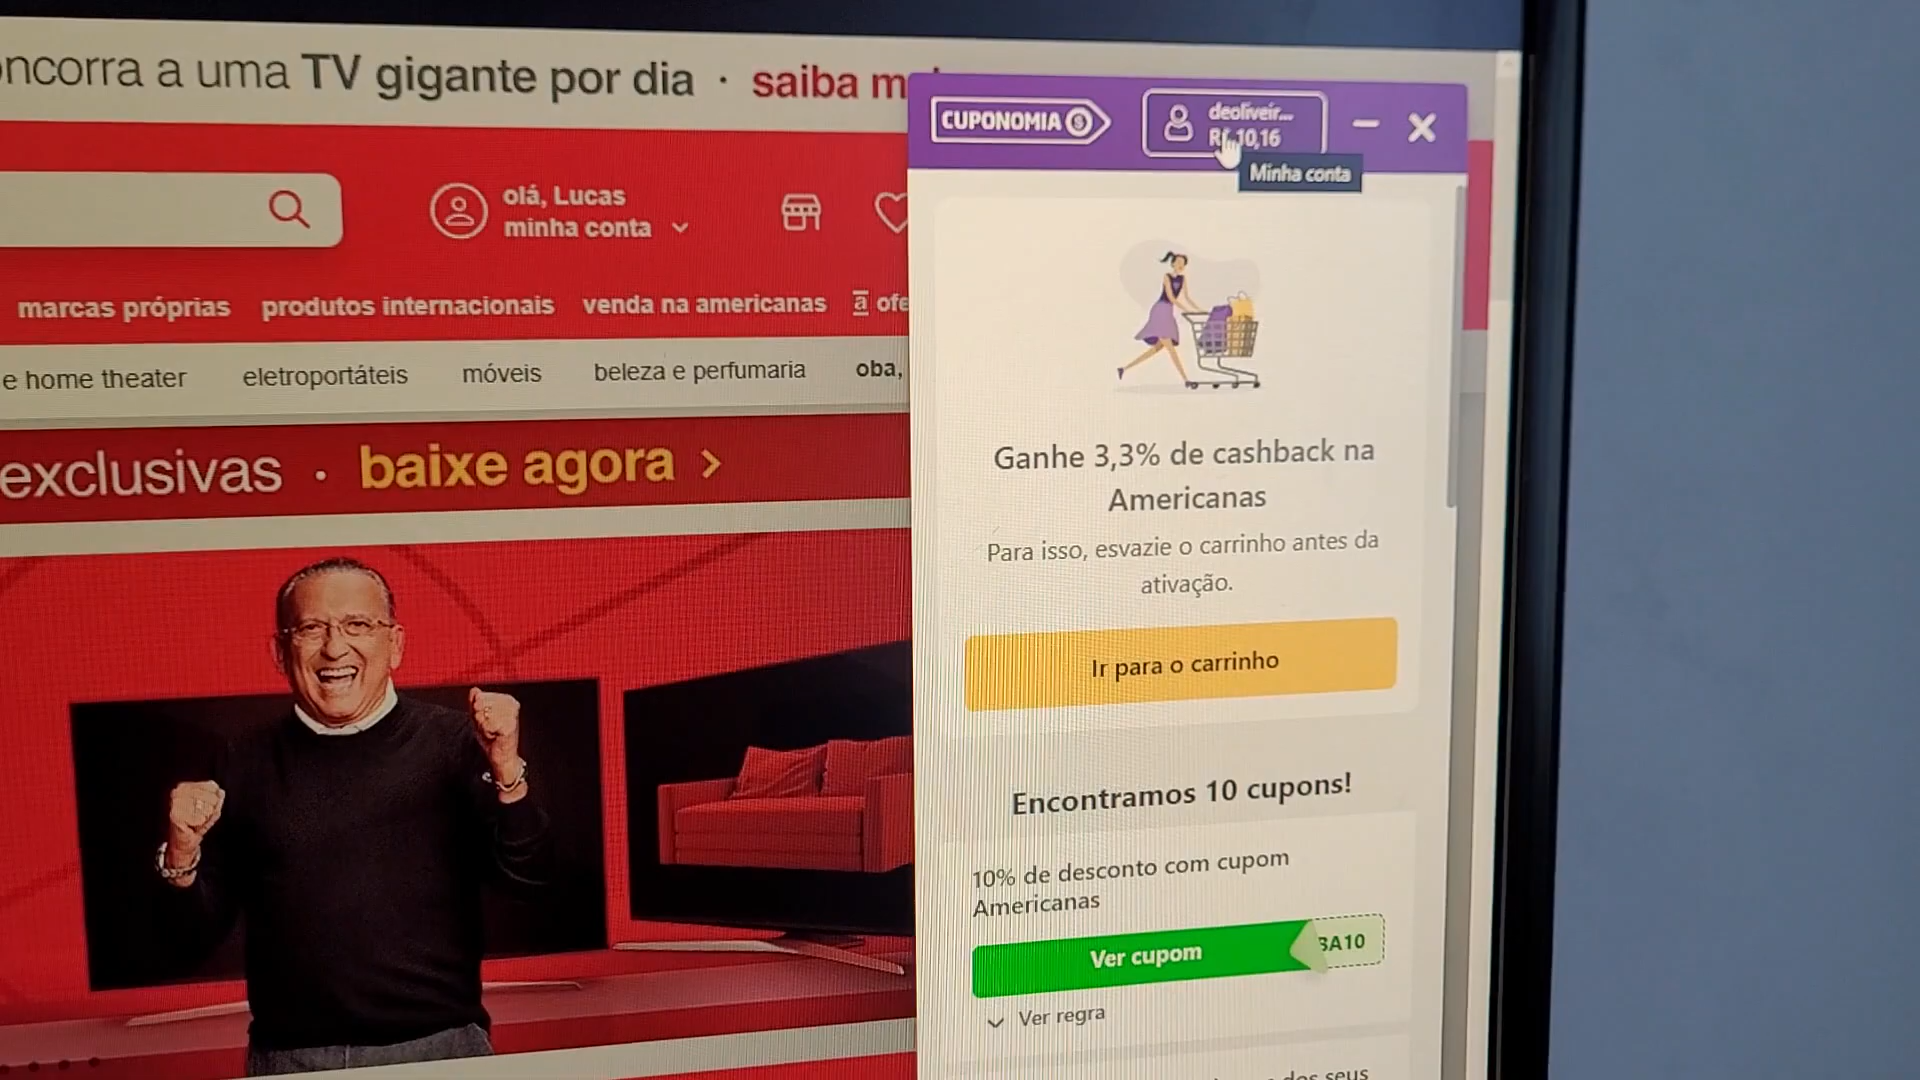 ncorra a uma TV gigante por dia · saiba m
CUPONOMIA
deoliveir...
R$ 10,16
Minha conta
olá, Lucas
minha conta
marcas próprias produtos internacionais venda na americanas a ofe
e home theater eletroportáteis móveis beleza e perfumaria oba,
exclusivas · baixe agora >
Ganhe 3,3% de cashback na
Americanas
Para isso, esvazie o carrinho antes da
ativação.
Ir para o carrinho
Encontramos 10 cupons!
10% de desconto com cupom
Americanas
Ver cupom
BA10
Ver regra
dos seus